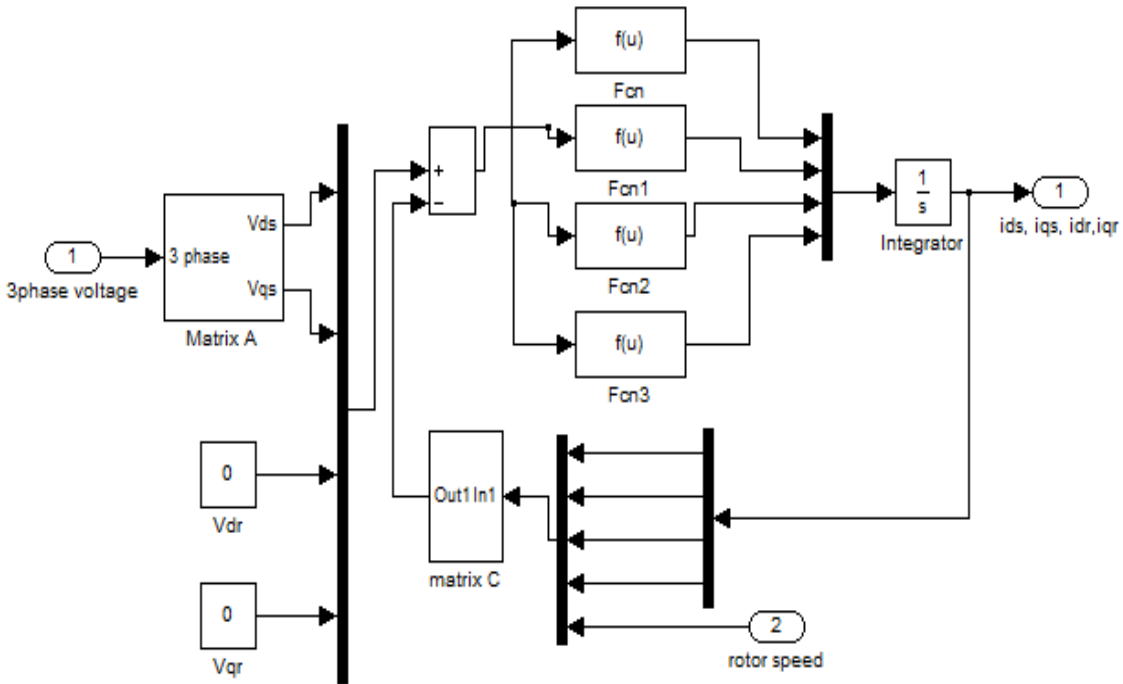 f(u)
Fcn
f(u)
Fcn1
f(u)
Fcn2
f(u)
Fcn3
1
3phase voltage
3 phase
Vds
Vqs
Matrix A
0
Vdr
0
Vqr
+
−
1
s
Integrator
1
ids, iqs, idr,iqr
Out1 In1
matrix C
2
rotor speed